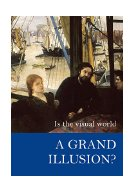 Is the visual world
A GRAND
ILLUSION?